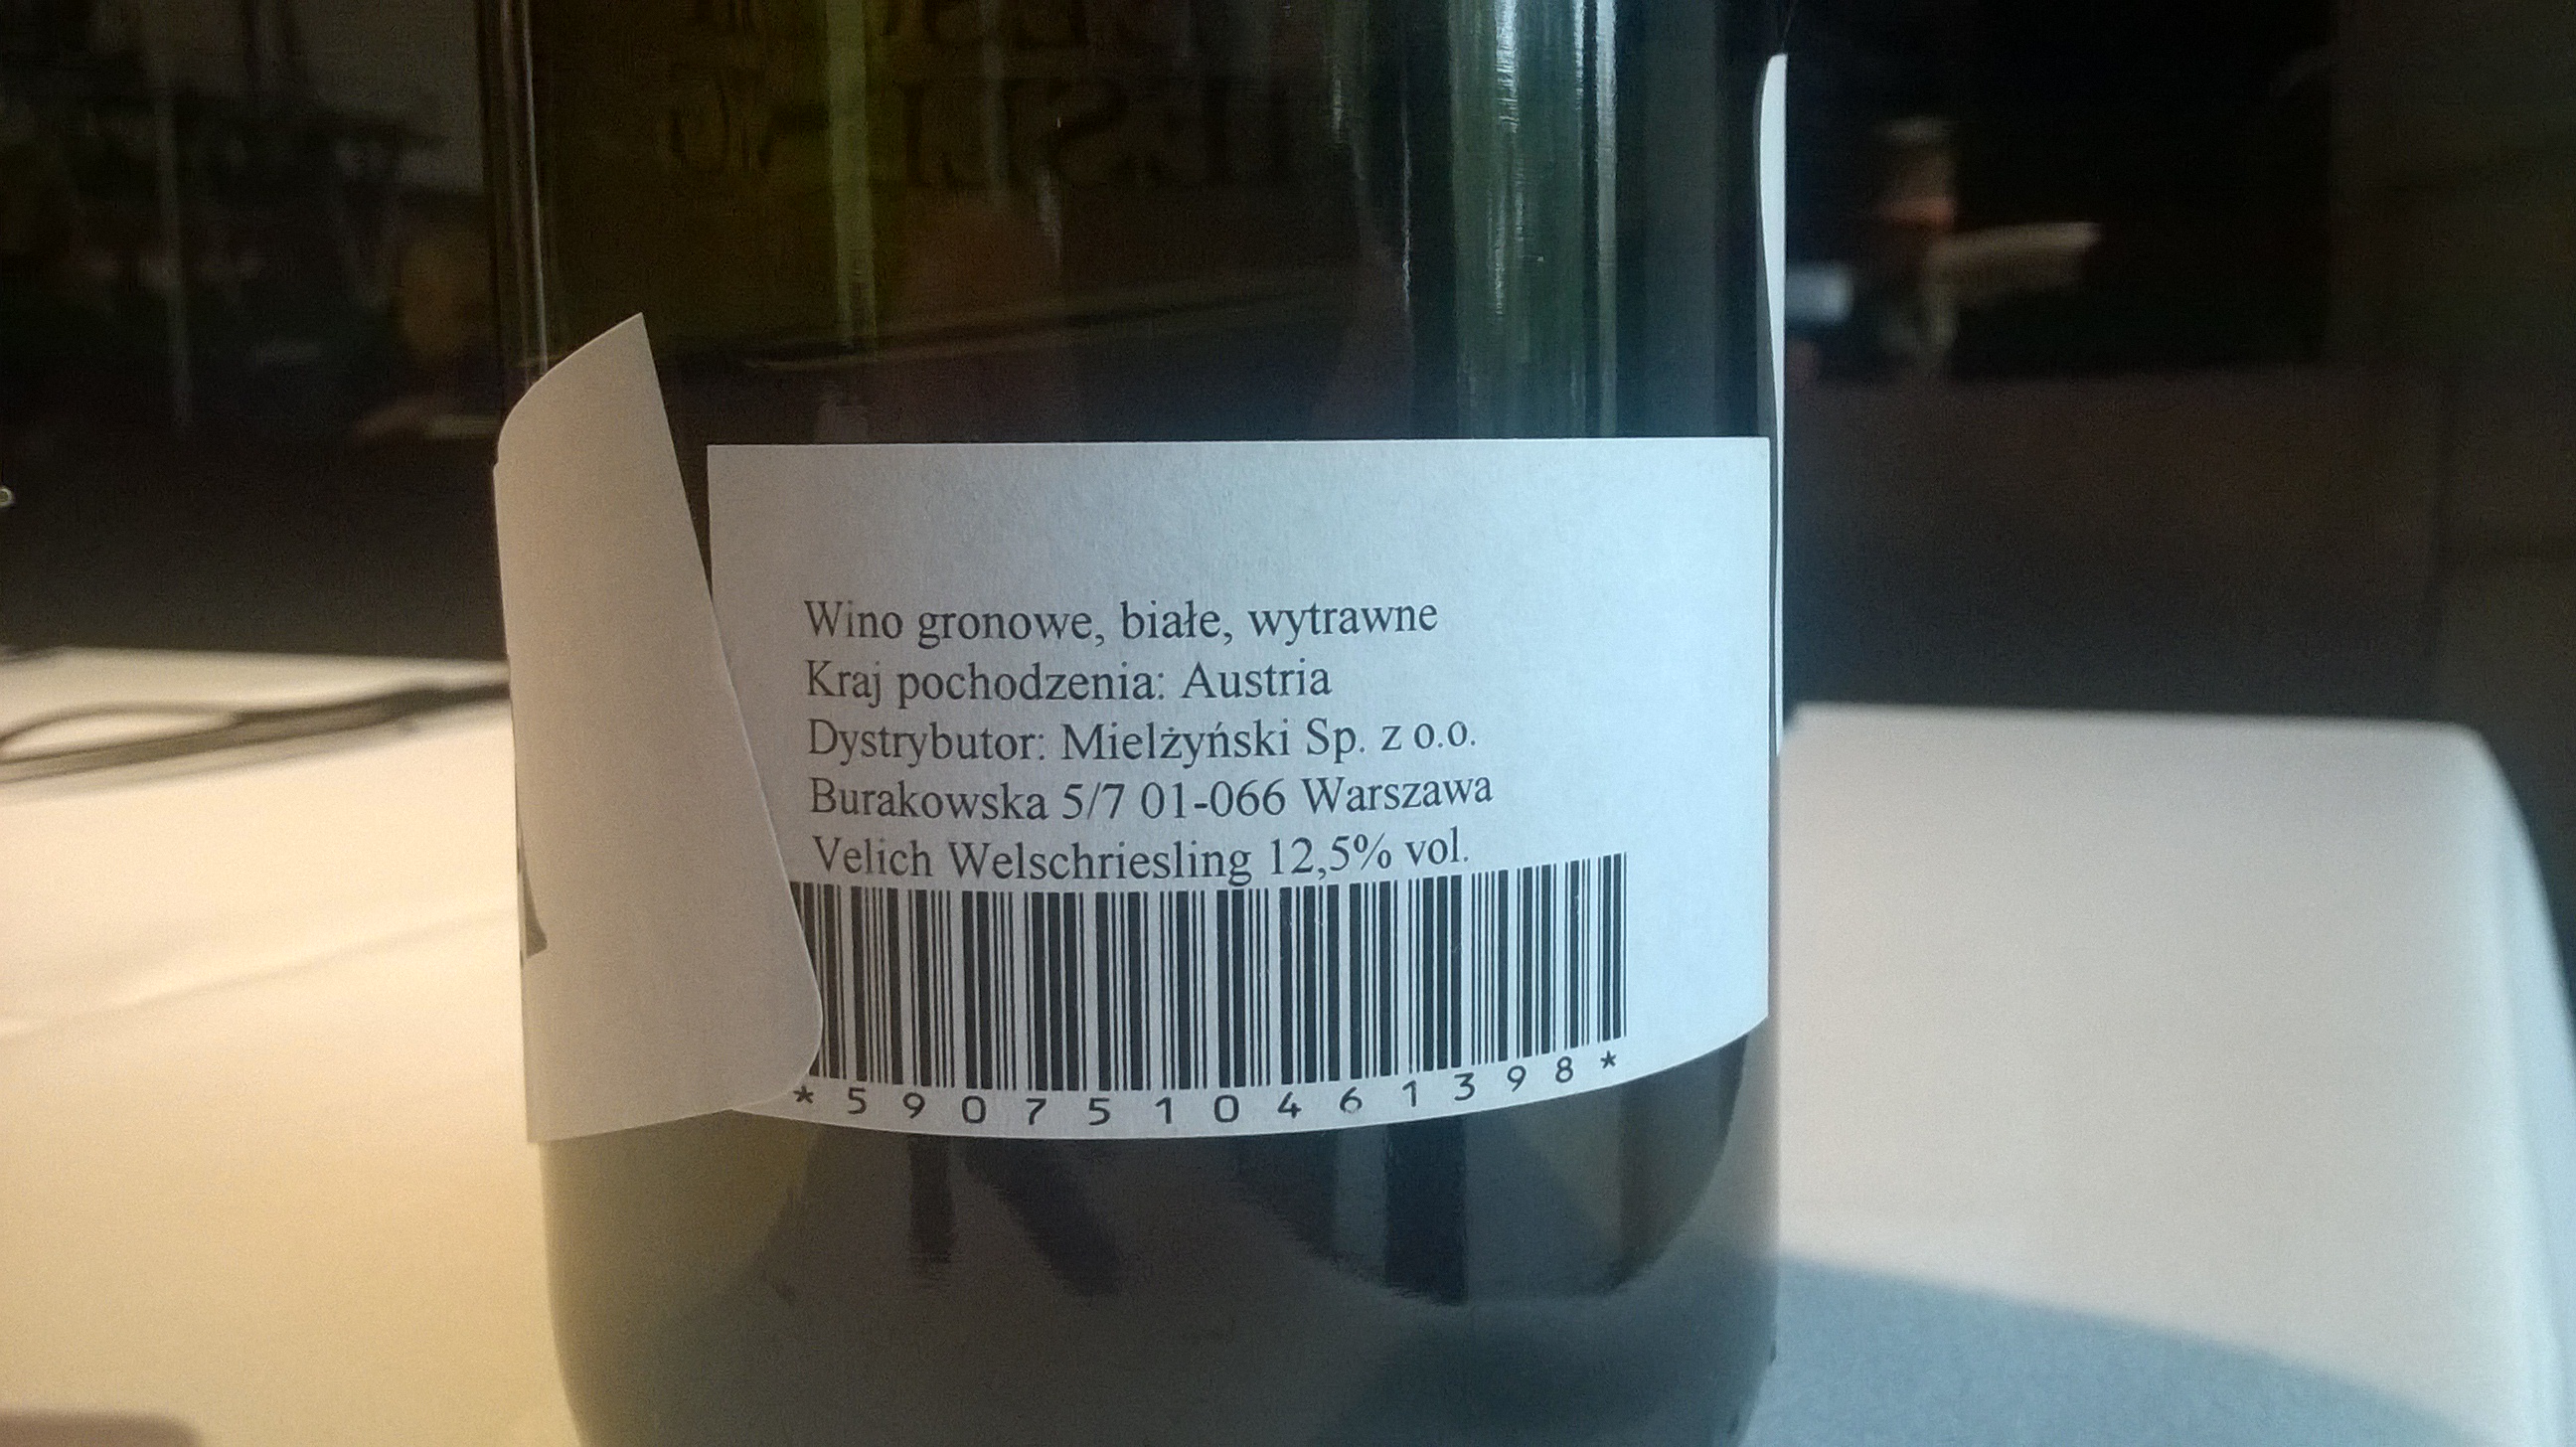 Wino gronowe, białe, wytrawne
Kraj pochodzenia: Austria
Dystrybutor: Mielżyński Sp. z o.o.
Burakowska 5/7 01-066 Warszawa
Velich Welschriesling 12,5% vol.
*5907510461398*